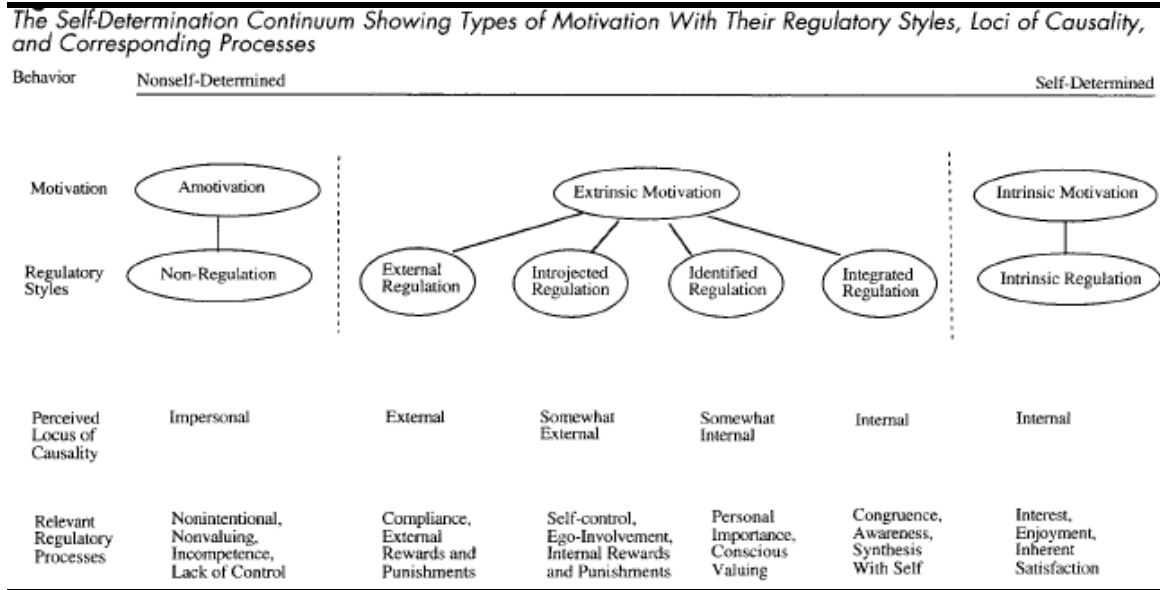 The Self-Determination Continuum Showing Types of Motivation With Their Regulatory Styles, Loci of Causality,
and Corresponding Processes
Behavior Nonself-Determined Self-Determined
Motivation Amotivation Extrinsic Motivation Intrinsic Motivation
Regulatory
Styles
Non-Regulation
External
Regulation
Introjected
Regulation
Identified
Regulation
Integrated
Regulation
Intrinsic Regulation
Perceived
Locus of
Causality
Impersonal
External
Somewhat
External
Somewhat
Internal
Internal
Internal
Relevant
Regulatory
Processes
Nonintentional,
Nonvaluing,
Incompetence,
Lack of Control
Compliance,
External
Rewards and
Punishments
Self-control,
Ego-Involvement,
Internal Rewards
and Punishments
Personal
Importance,
Conscious
Valuing
Congruence,
Awareness,
Synthesis
With Self
Interest,
Enjoyment,
Inherent
Satisfaction